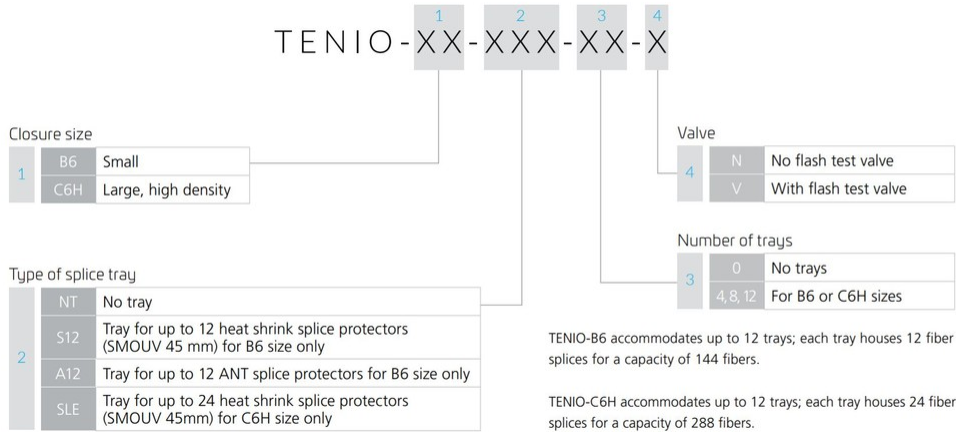 1 2 3 4
TENIO-XX-XXX-XX-X
Closure size
1
B6 Small
C6H Large, high density
Valve
4
N No flash test valve
V With flash test valve
Number of trays
3
0 No trays
4, 8, 12 For B6 or C6H sizes
Type of splice tray
2
NT No tray
S12 Tray for up to 12 heat shrink splice protectors
(SMOUV 45 mm) for B6 size only
A12 Tray for up to 12 ANT splice protectors for B6 size only
SLE Tray for up to 24 heat shrink splice protectors
(SMOUV 45mm) for C6H size only
TENIO-B6 accommodates up to 12 trays; each tray houses 12 fiber
splices for a capacity of 144 fibers.
TENIO-C6H accommodates up to 12 trays; each tray houses 24 fiber
splices for a capacity of 288 fibers.